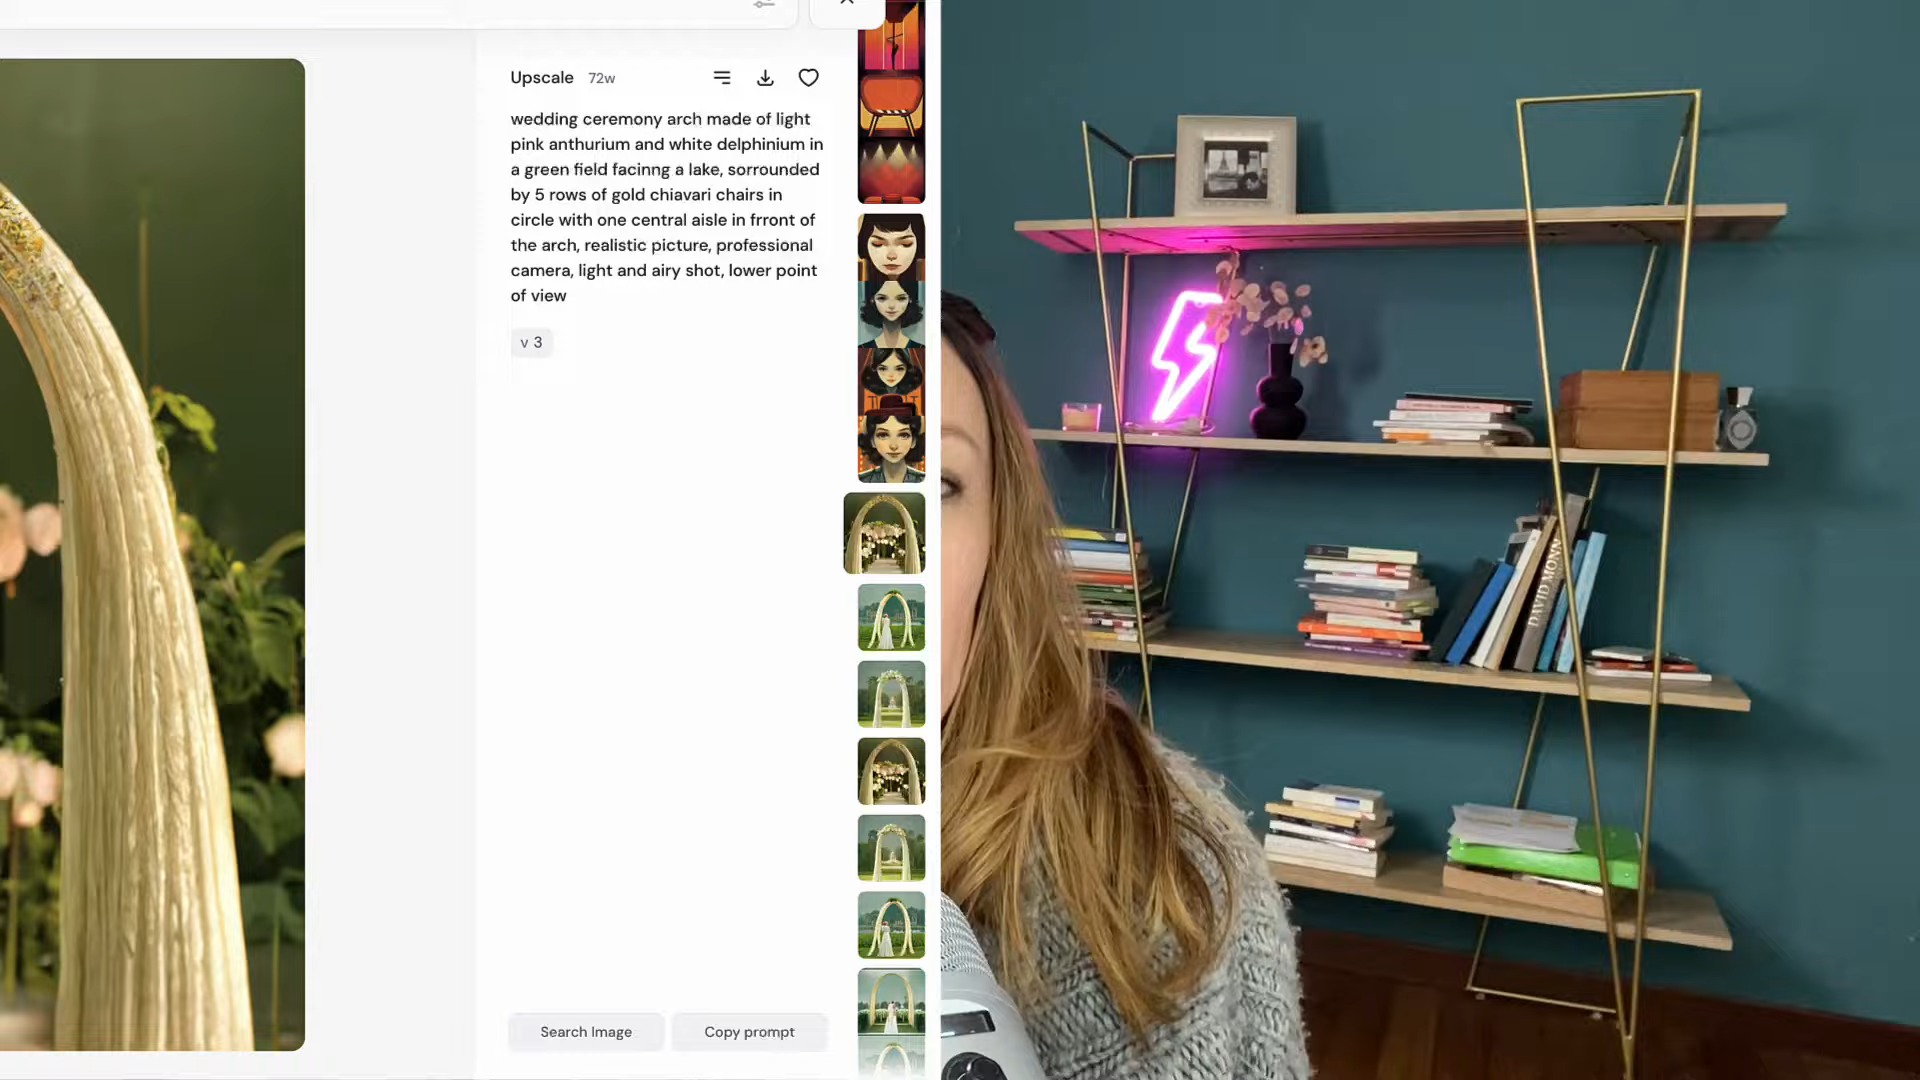 Upscale 72w
wedding ceremony arch made of light
pink anthurium and white delphinium in
a green field facinng a lake, sorrounded
by 5 rows of gold chiavari chairs in
circle with one central aisle in frront of
the arch, realistic picture, professional
camera, light and airy shot, lower point
of view
v 3
Search Image
Copy prompt
DAVID MONN